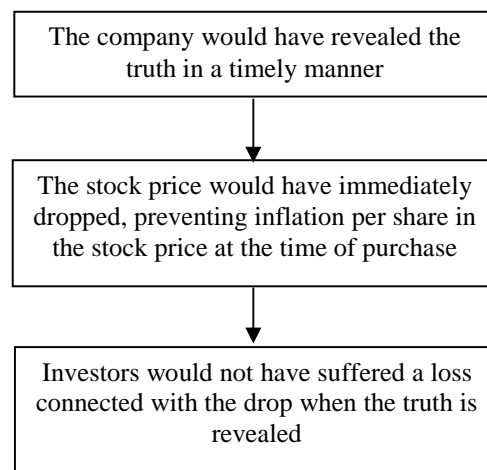 The company would have revealed the
truth in a timely manner
The stock price would have immediately
dropped, preventing inflation per share in
the stock price at the time of purchase
Investors would not have suffered a loss
connected with the drop when the truth is
revealed